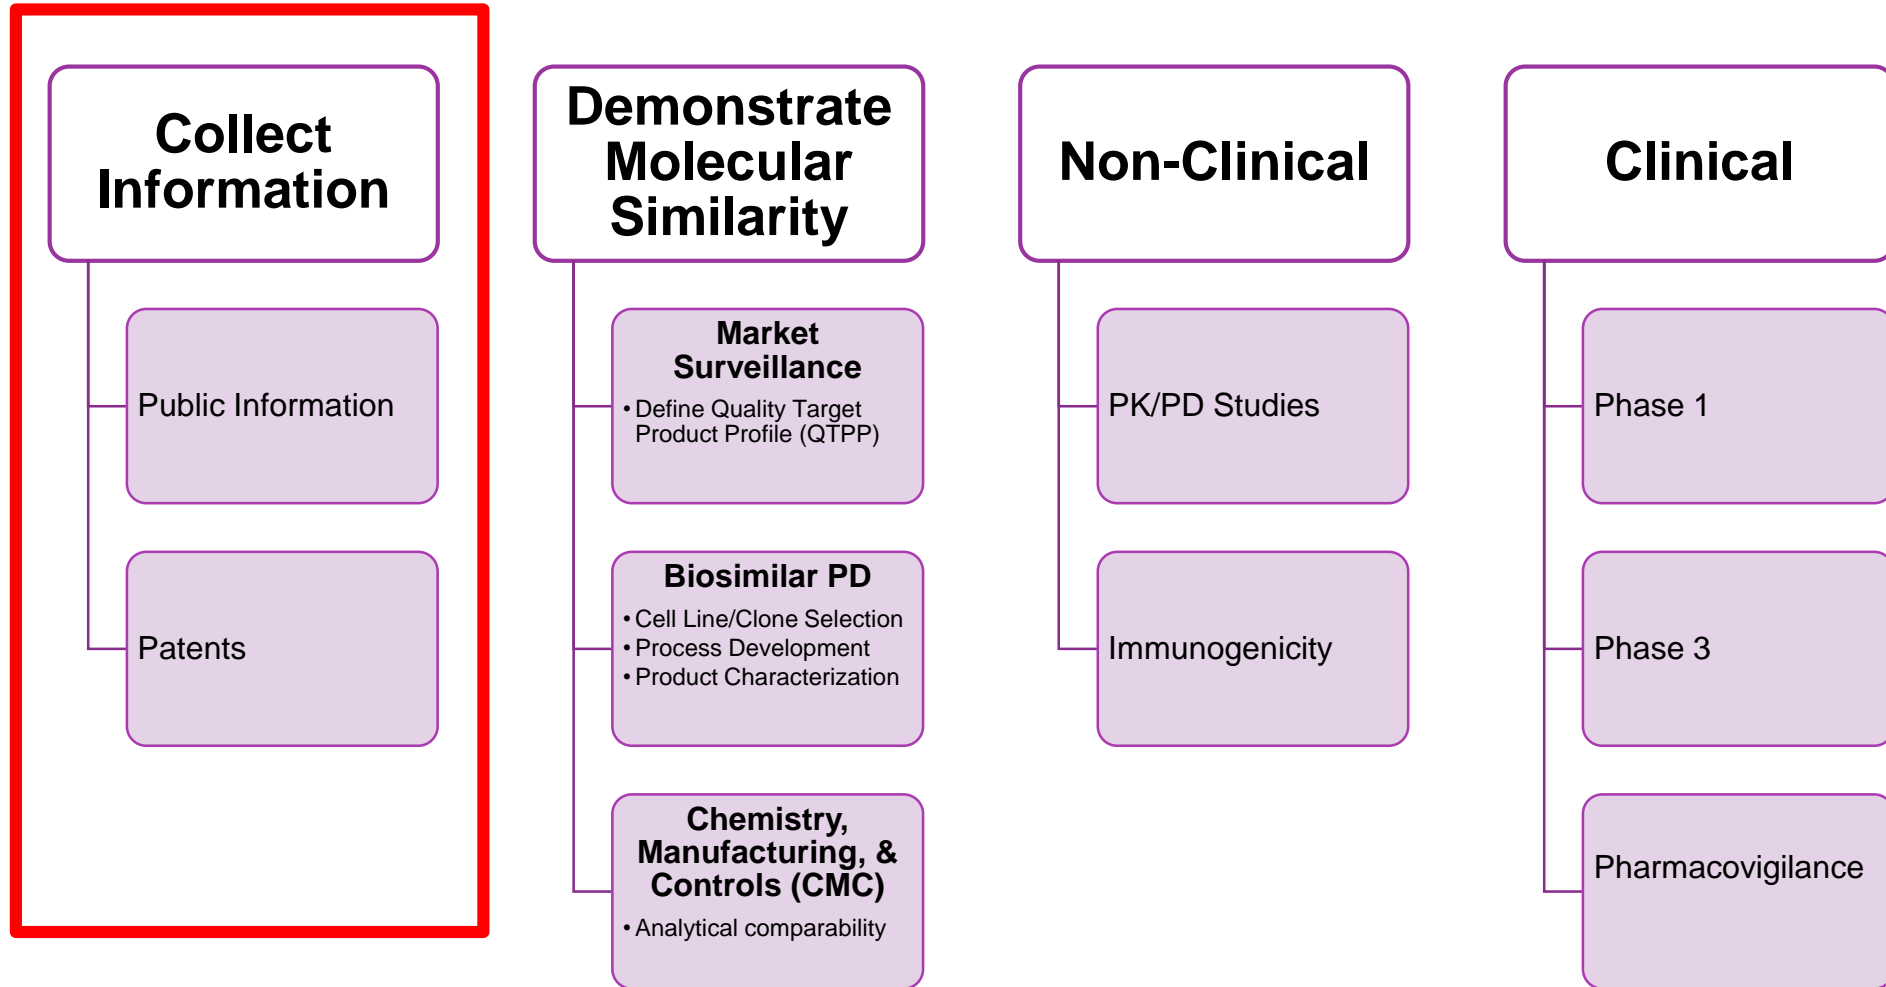 Collect
Information
Public Information
Patents
Demonstrate
Molecular
Similarity
Market
Surveillance
• Define Quality Target
Product Profile (QTPP)
Biosimilar PD
• Cell Line/Clone Selection
• Process Development
• Product Characterization
Chemistry,
Manufacturing, &
Controls (CMC)
• Analytical comparability
Non-Clinical
PK/PD Studies
Immunogenicity
Clinical
Phase 1
Phase 3
Pharmacovigilance